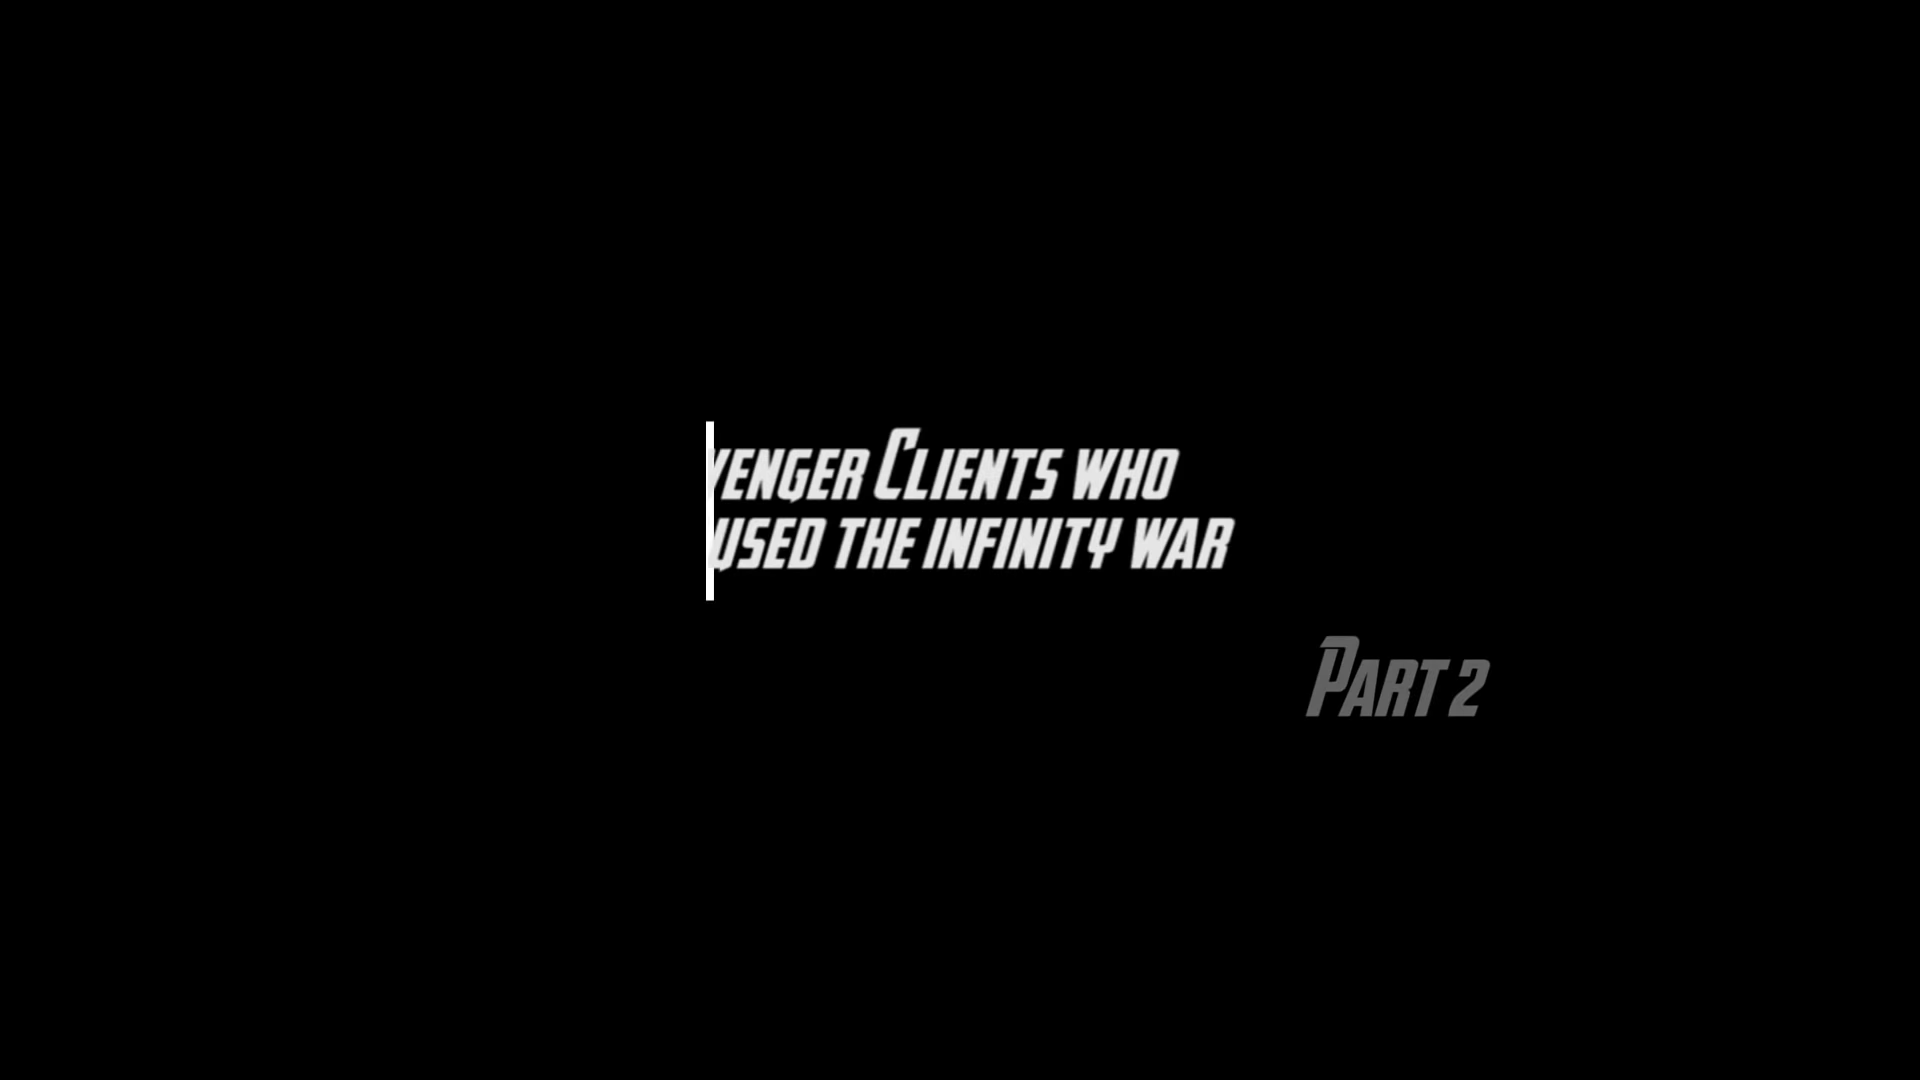 VENGER CLIENTS WHO
USED THE INFINITY WAR
PART 2